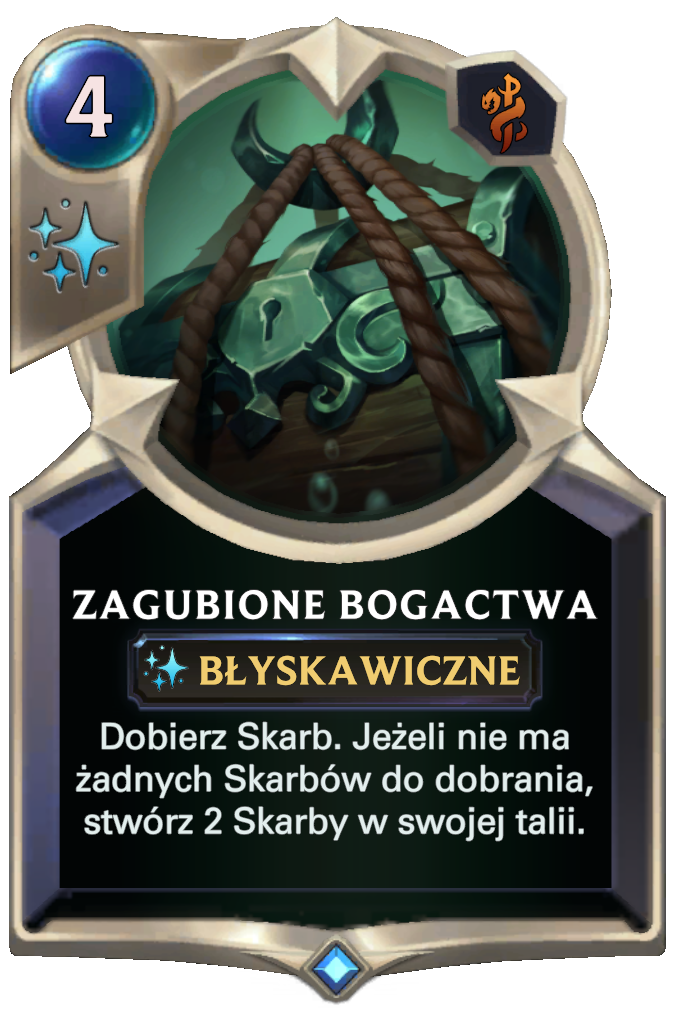 4
ZAGUBIONE BOGACTWA
BŁYSKAWICZNE
Dobierz Skarb. Jeżeli nie ma
żadnych Skarbów do dobrania,
stwórz 2 Skarby w swojej talii.